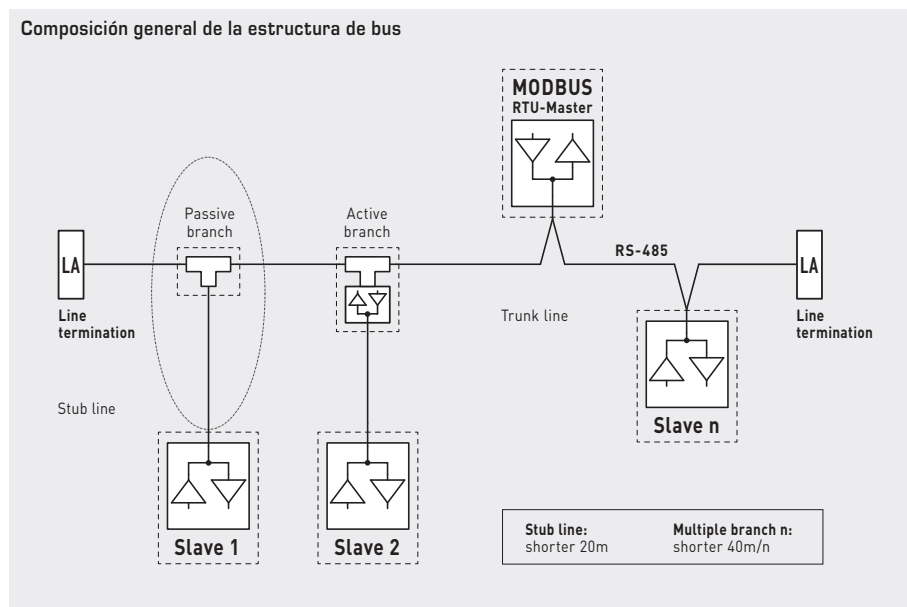 Composición general de la estructura de bus
MODBUS
RTU-Master
Passive
branch
Active
branch
LA
RS-485
LA
Line
termination
Trunk line
Line
termination
Stub line
Slave n
Slave 1
Slave 2
Stub line:
shorter 20m
Multiple branch n:
shorter 40m/n